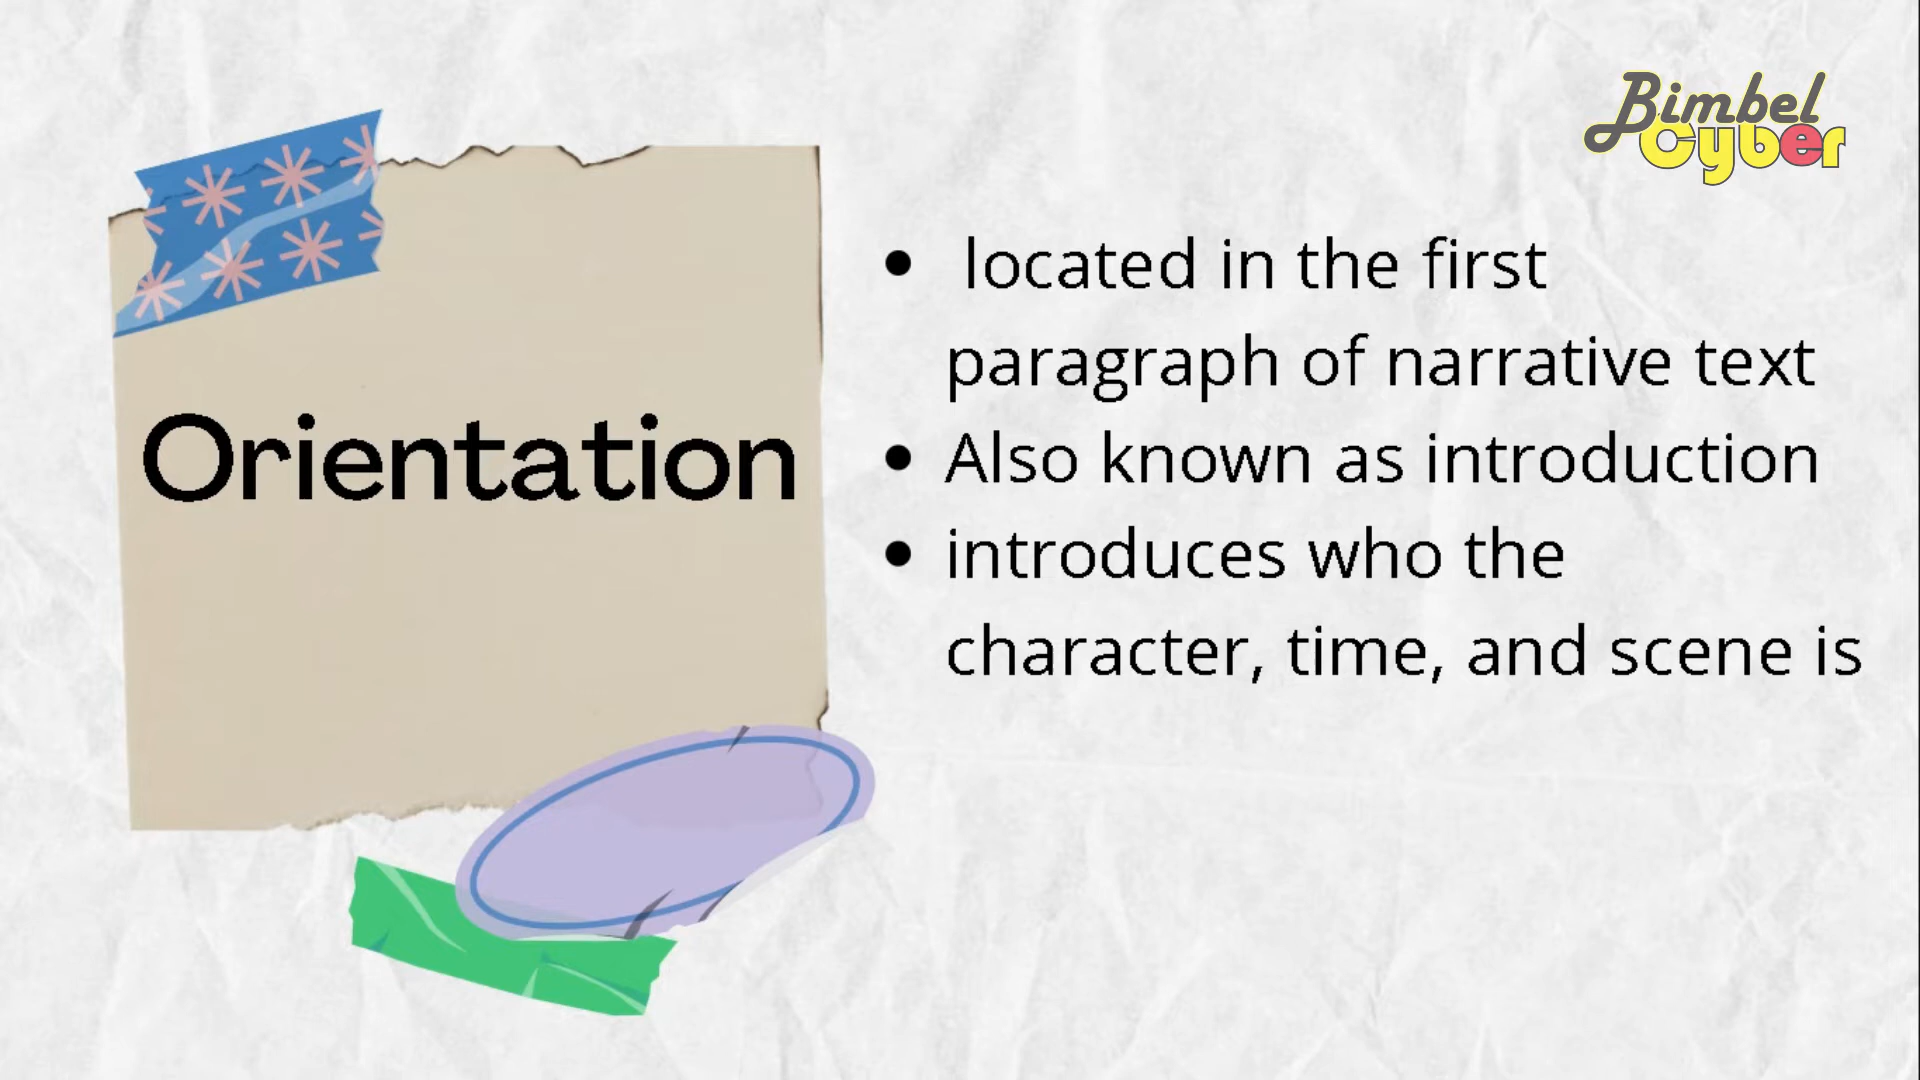 Bimbel
Cyber
Orientation
• located in the first
paragraph of narrative text
• Also known as introduction
• introduces who the
character, time, and scene is